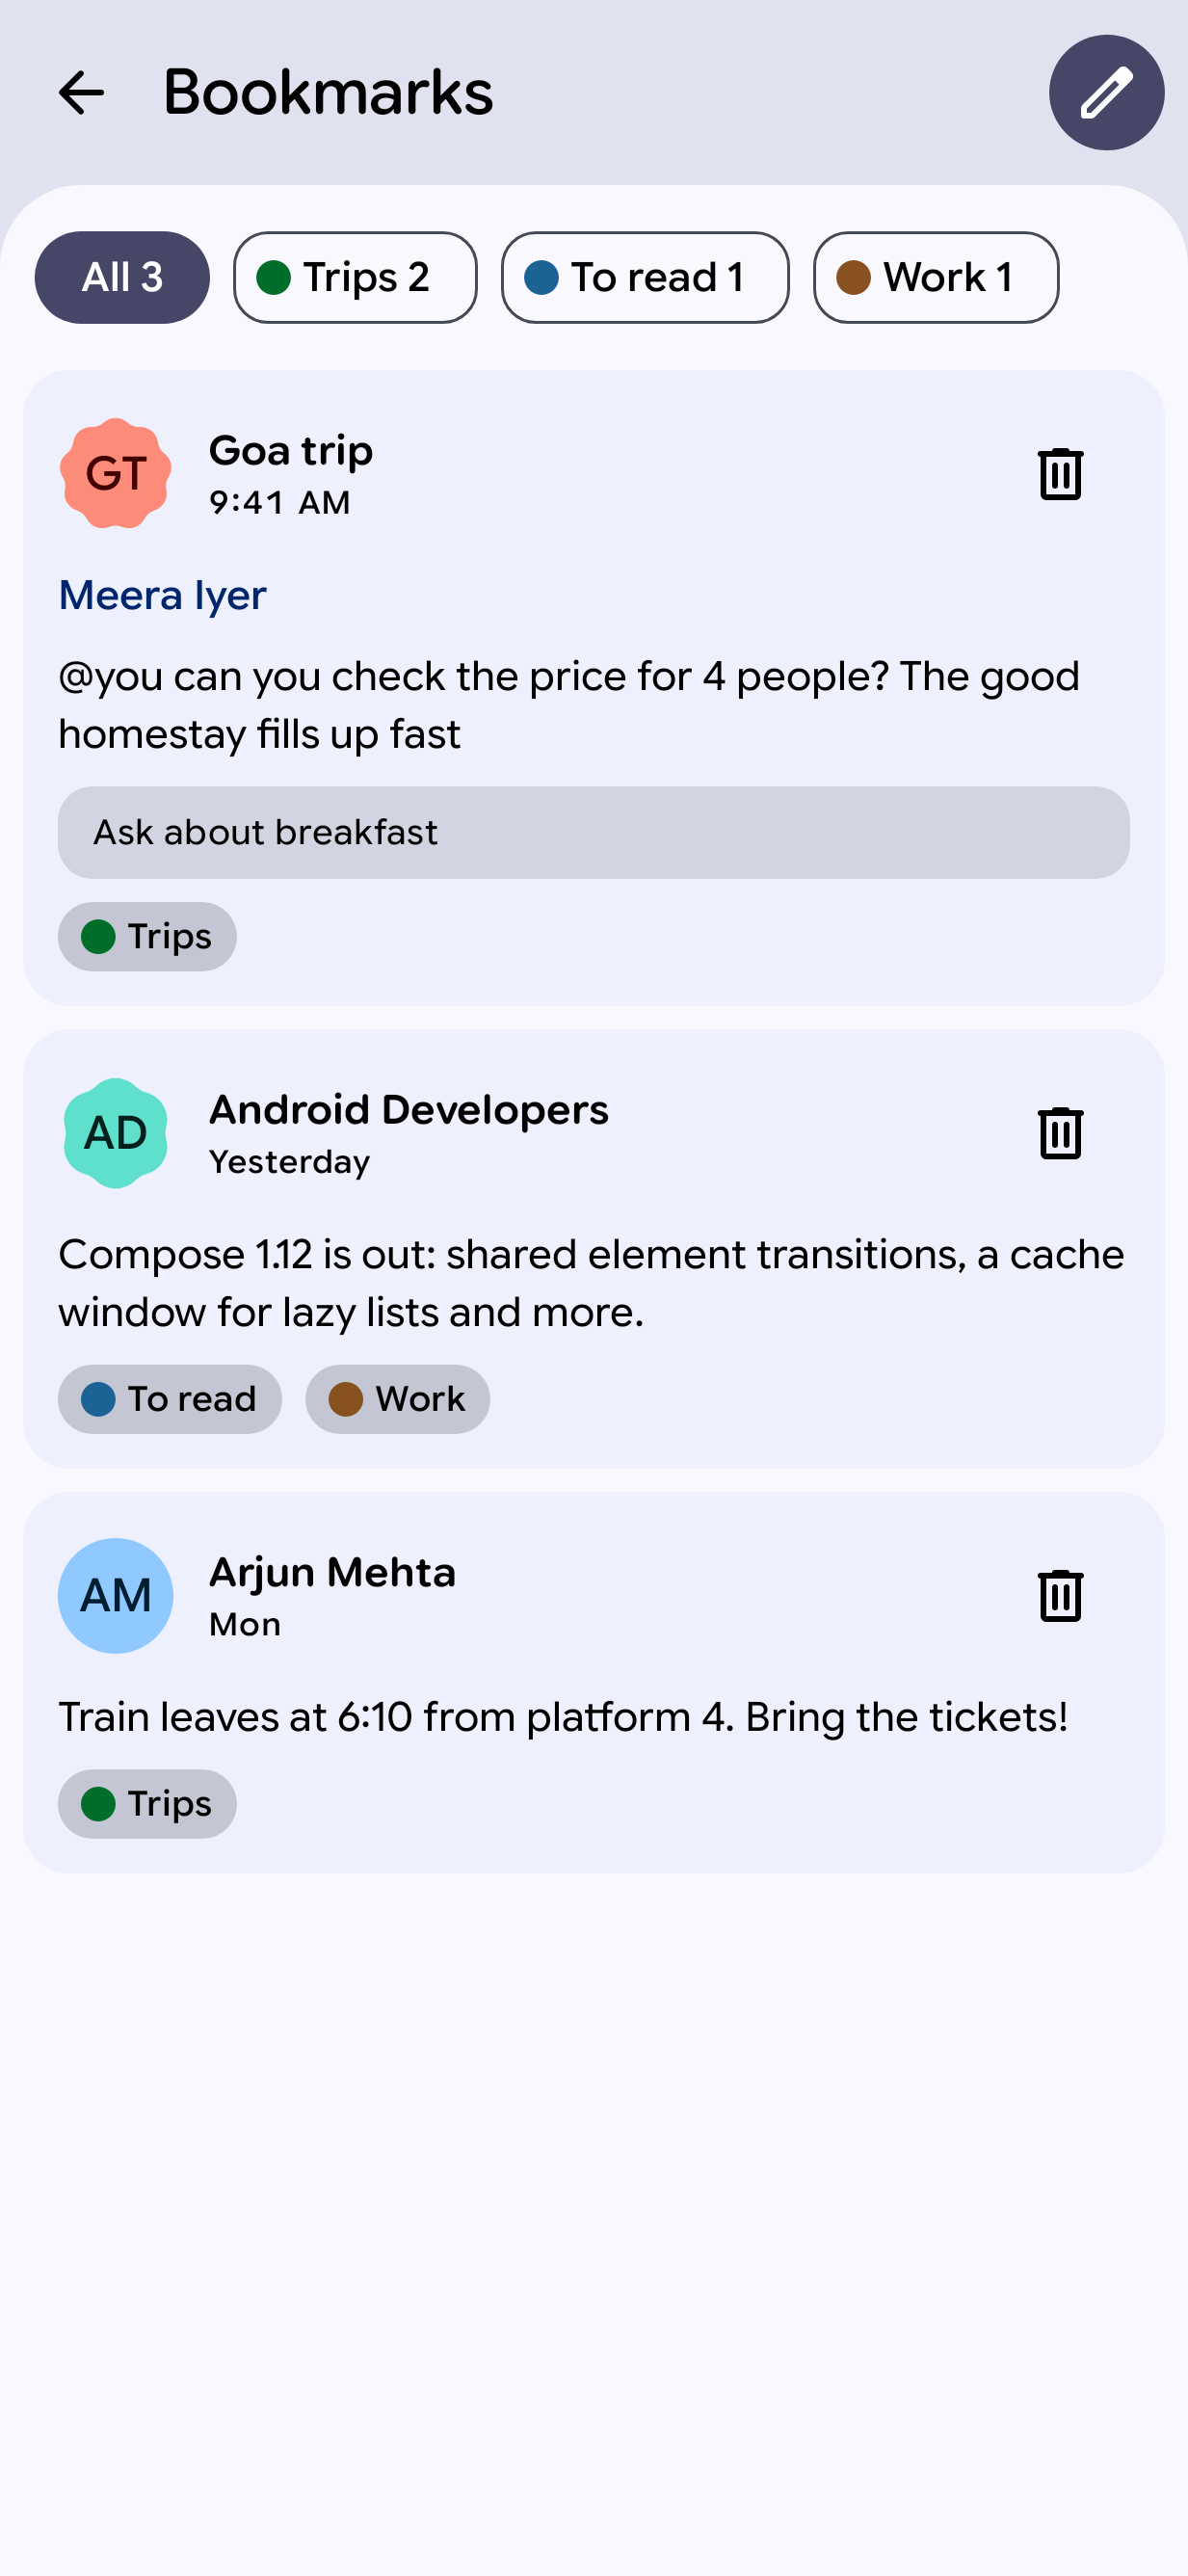 Bookmarks
All 3
Trips 2
To read 1
Work 1
GT
Goa trip
9:41 AM
Meera Iyer
@you can you check the price for 4 people? The good
homestay fills up fast
Ask about breakfast
Trips
AD
Android Developers
Yesterday
Compose 1.12 is out: shared element transitions, a cache
window for lazy lists and more.
To read
Work
AM
Arjun Mehta
Mon
Train leaves at 6:10 from platform 4. Bring the tickets!
Trips